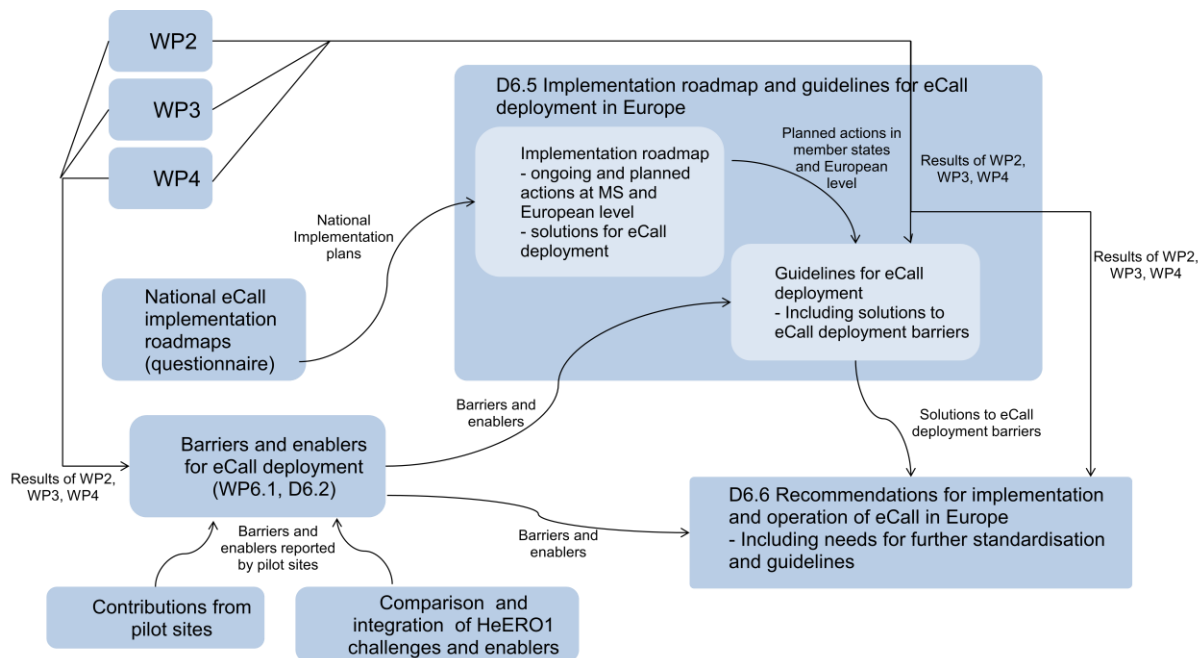 WP2
WP3
WP4
D6.5 Implementation roadmap and guidelines for eCall
deployment in Europe
Implementation roadmap
- ongoing and planned
actions at MS and
European level
- solutions for eCall
deployment
Planned actions in
member states
and European
level
Results of WP2,
WP3, WP4
National
Implementation
plans
Guidelines for eCall
deployment
- Including solutions to
eCall deployment barriers
Results of WP2,
WP3, WP4
National eCall
implementation
roadmaps
(questionnaire)
Barriers and
enablers
Solutions to eCall
deployment barriers
Barriers and enablers
for eCall deployment
(WP6.1, D6.2)
Results of WP2,
WP3, WP4
Barriers and
enablers
D6.6 Recommendations for implementation
and operation of eCall in Europe
- Including needs for further standardisation
and guidelines
Barriers and
enablers reported
by pilot sites
Contributions from
pilot sites
Comparison and
integration of HeERO1
challenges and enablers